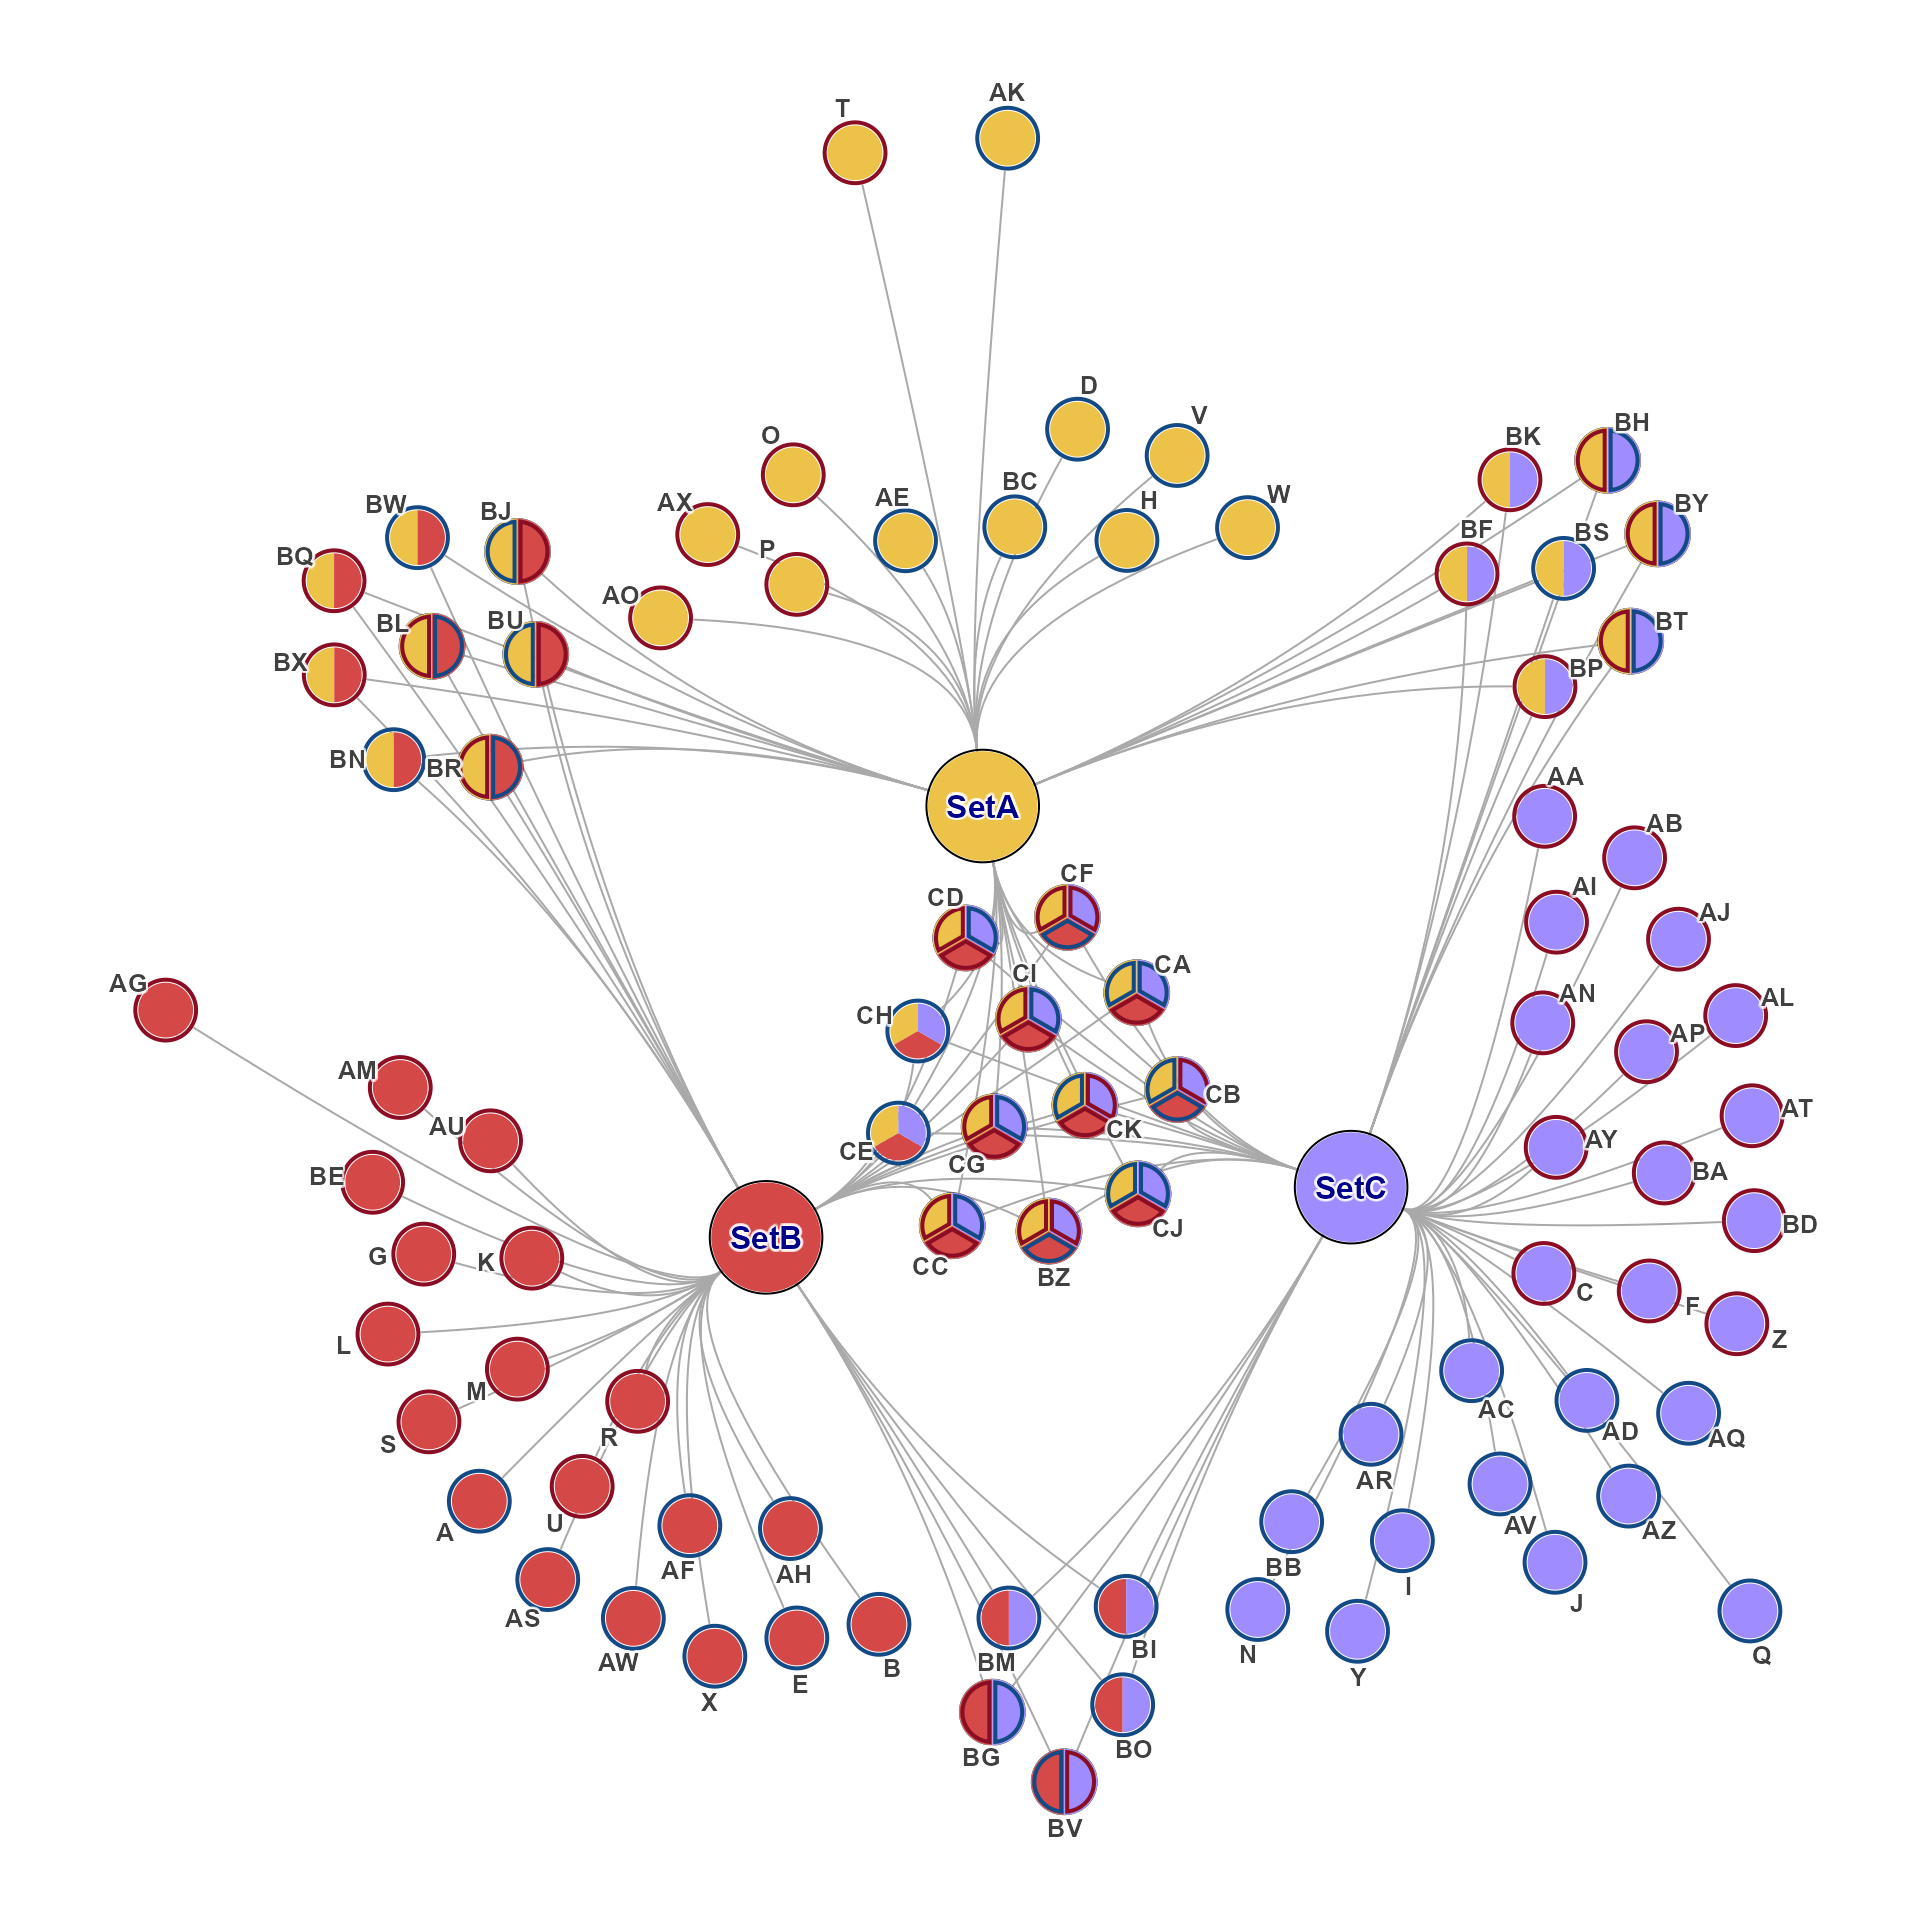 AK
T
D
V
BH
O
BK
BC
W
AE
H
BY
AX
BW
BJ
BF
BS
P
BQ
AO
BT
BL
BU
BX
BP
BN
BR
AA
SetA
AB
CF
AI
CD
AJ
CA
CI
AG
AN
AL
CH
AP
AM
CB
AT
AU
CK
AY
CE
CG
BA
BE
SetC
BD
CJ
SetB
G
K
CC
BZ
C
F
Z
L
M
AC
AD
AQ
R
S
AR
U
A
AV
AZ
BB
AF
AH
I
J
AS
BI
N
Q
AW
BM
B
Y
E
X
BO
BG
BV